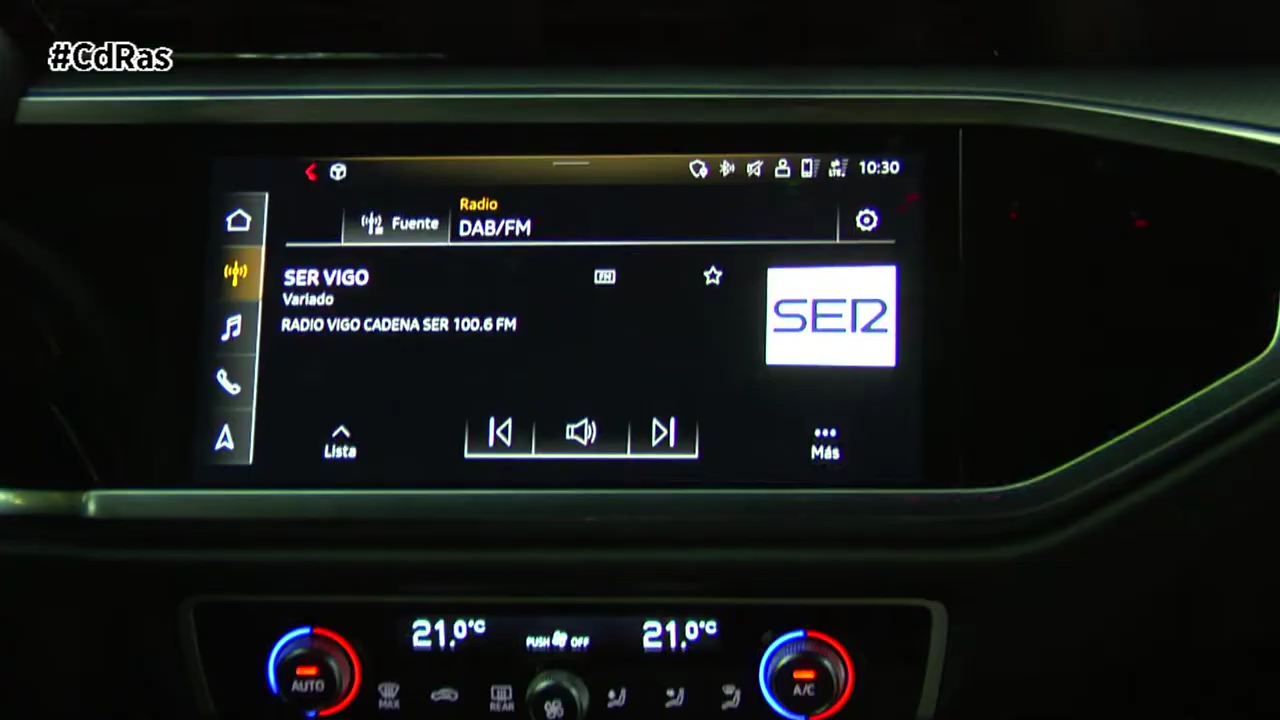 #CdRas
10:30
Fuente
Radio
DAB/FM
SER VIGO
FM
Variado
RADIO VIGO CADENA SER 100.6 FM
SER
Lista
Más
21.0°C
PUSH OFF
21.0°C
AUTO
MAX
REAR
A/C